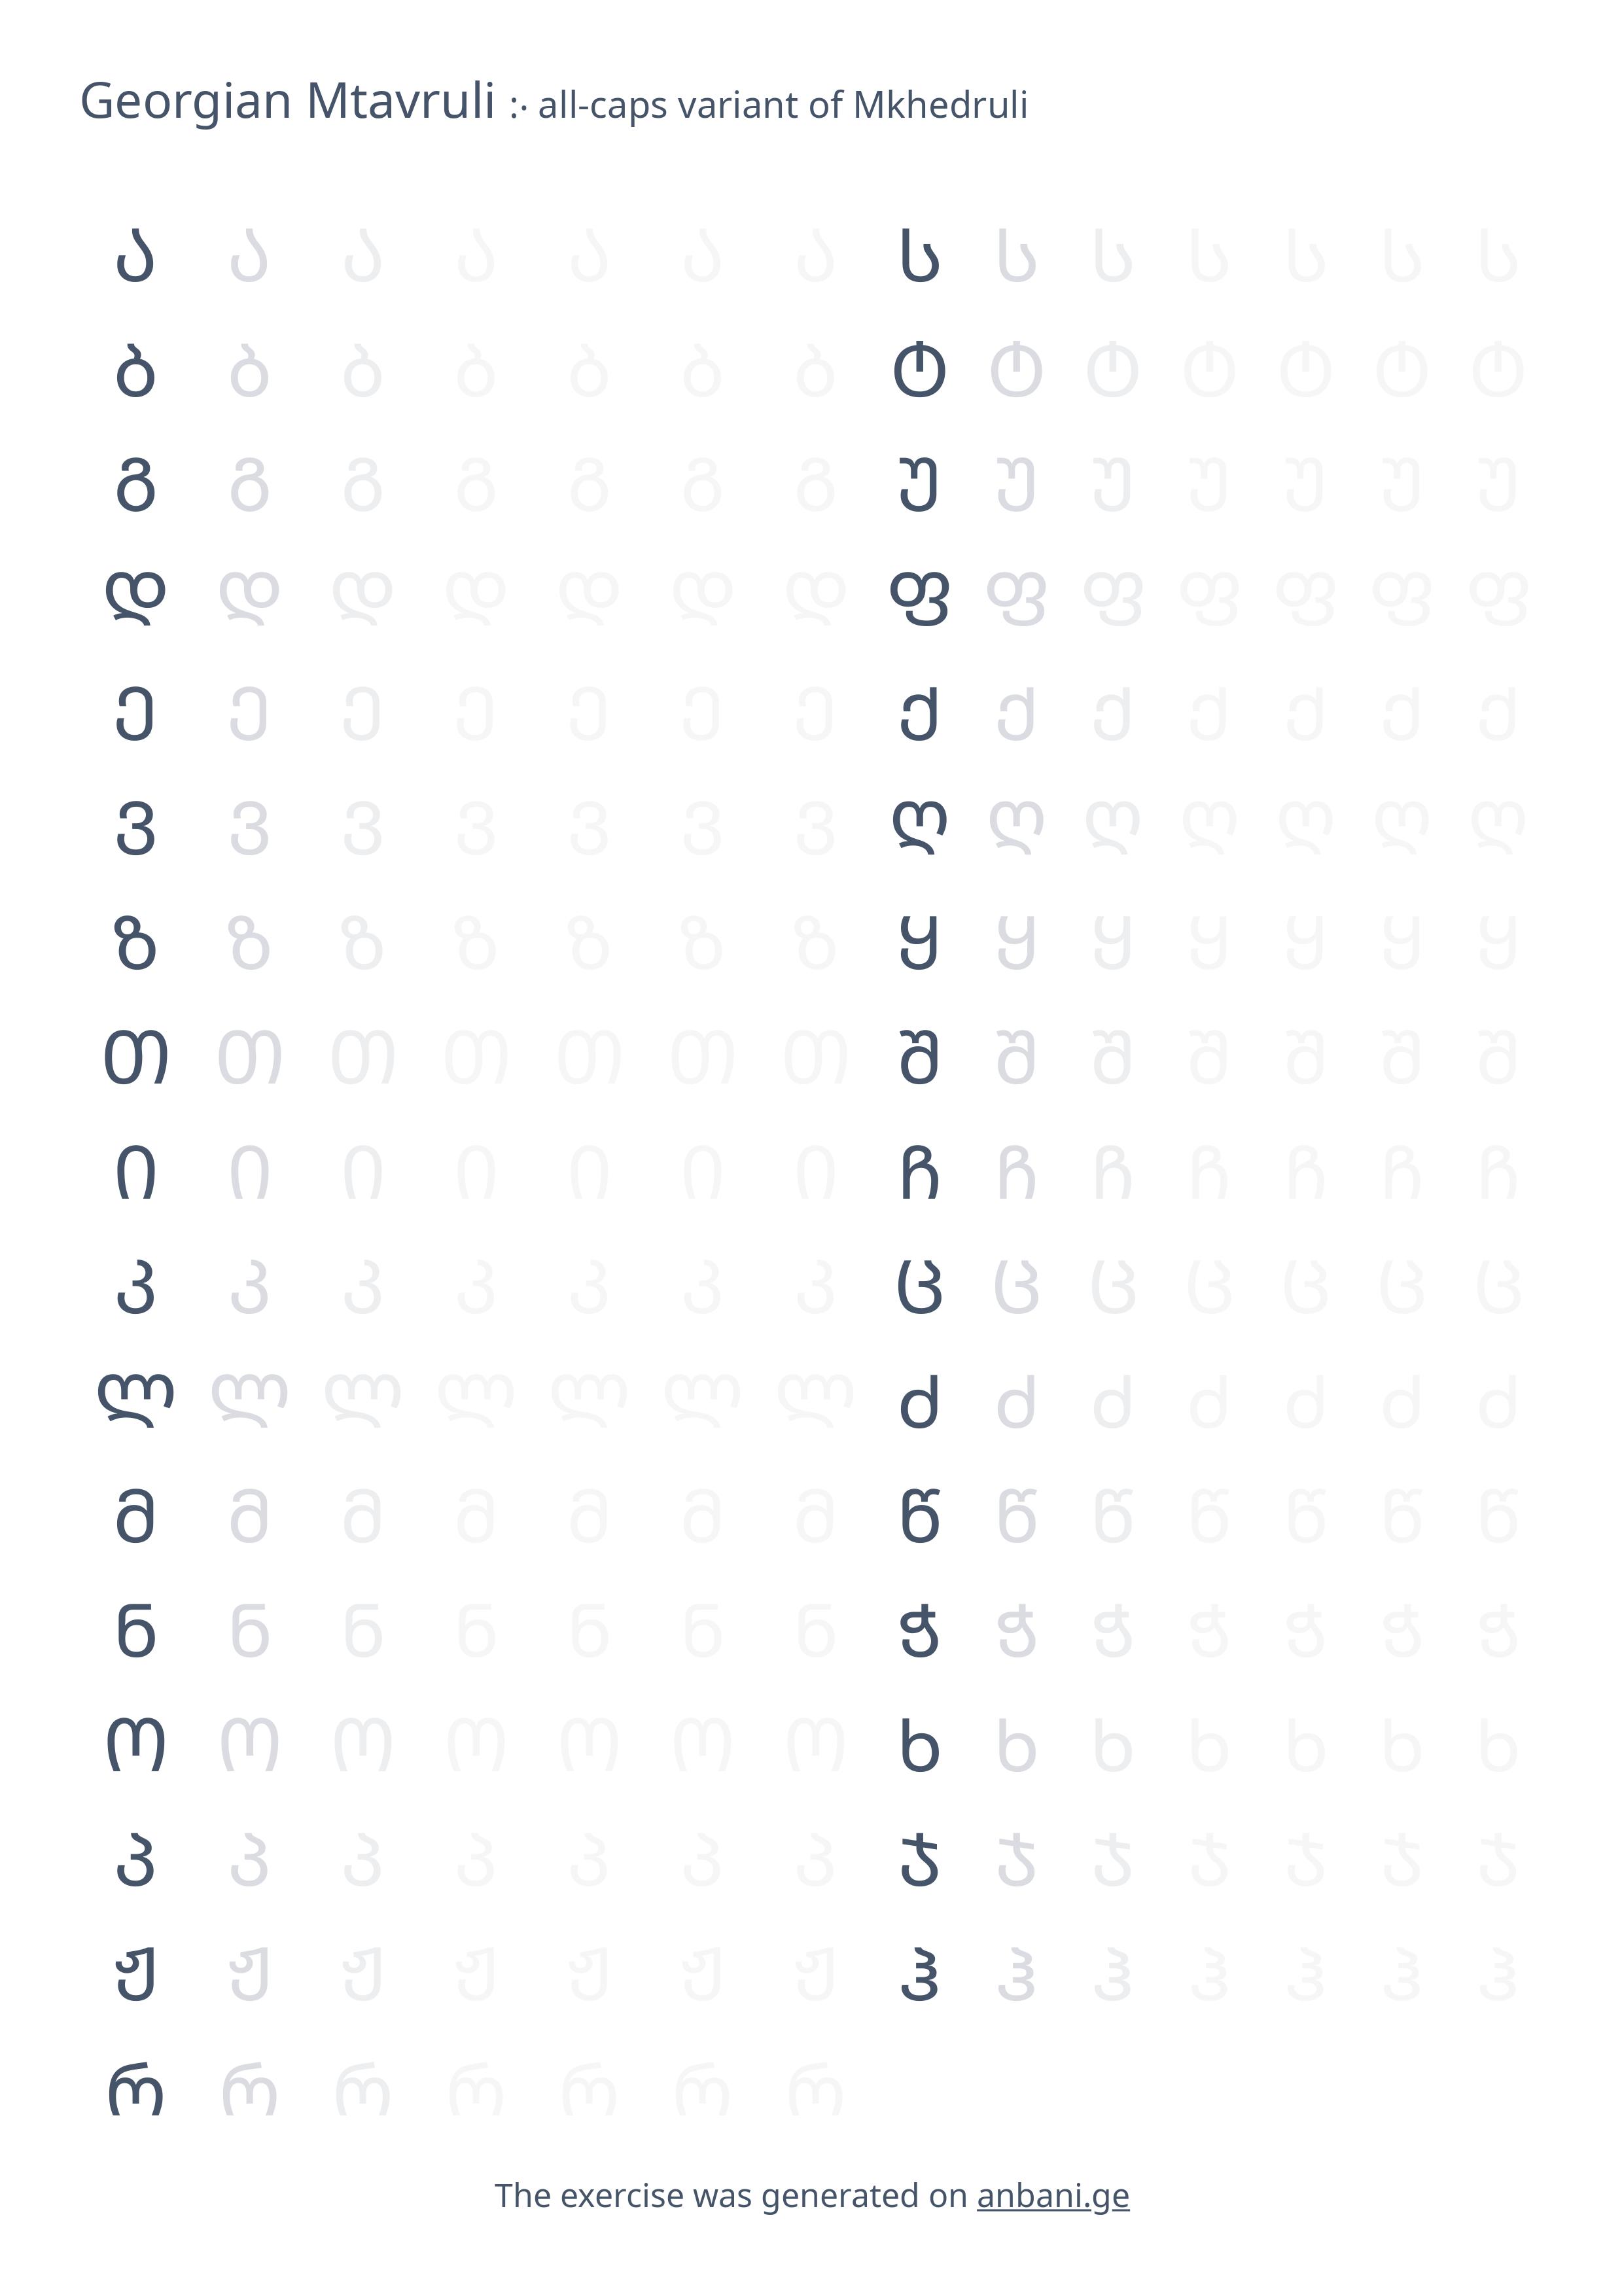 Georgian Mtavruli :· all-caps variant of Mkhedruli
Ა Ა Ა Ა Ა Ა Ა Ს Ს Ს Ს Ს Ს Ს
Ბ Ბ Ბ Ბ Ბ Ბ Ბ Ტ Ტ Ტ Ტ Ტ Ტ Ტ
Გ Გ Გ Გ Გ Გ Გ Უ Უ Უ Უ Უ Უ Უ
Დ Დ Დ Დ Დ Დ Დ Ფ Ფ Ფ Ფ Ფ Ფ Ფ
Ე Ე Ე Ე Ე Ე Ე Ქ Ქ Ქ Ქ Ქ Ქ Ქ
Ვ Ვ Ვ Ვ Ვ Ვ Ვ Ღ Ღ Ღ Ღ Ღ Ღ Ღ
Ზ Ზ Ზ Ზ Ზ Ზ Ზ Ყ Ყ Ყ Ყ Ყ Ყ Ყ
Თ Თ Თ Თ Თ Თ Თ Შ Შ Შ Შ Შ Შ Შ
Ი Ი Ი Ი Ი Ი Ი Ჩ Ჩ Ჩ Ჩ Ჩ Ჩ Ჩ
Კ Კ Კ Კ Კ Კ Კ Ც Ც Ც Ც Ც Ც Ც
Ლ Ლ Ლ Ლ Ლ Ლ Ლ Ძ Ძ Ძ Ძ Ძ Ძ Ძ
Მ Მ Მ Მ Მ Მ Მ Წ Წ Წ Წ Წ Წ Წ
Ნ Ნ Ნ Ნ Ნ Ნ Ნ Ჭ Ჭ Ჭ Ჭ Ჭ Ჭ Ჭ
Ო Ო Ო Ო Ო Ო Ო Ხ Ხ Ხ Ხ Ხ Ხ Ხ
Პ Პ Პ Პ Პ Პ Პ Ჯ Ჯ Ჯ Ჯ Ჯ Ჯ Ჯ
Ჟ Ჟ Ჟ Ჟ Ჟ Ჟ Ჟ Ჰ Ჰ Ჰ Ჰ Ჰ Ჰ Ჰ
Რ Რ Რ Რ Რ Რ Რ
The exercise was generated on anbani.ge